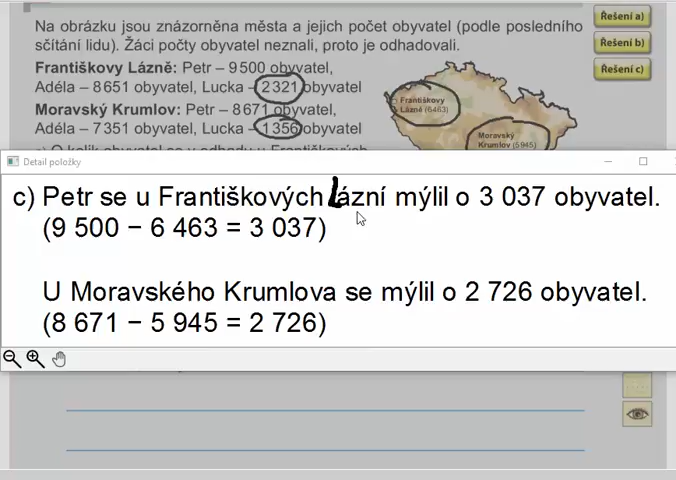 Na obrázku jsou znázorněna města a jejich počet obyvatel (podle posledního
sčítání lidu). Žáci počty obyvatel neznali, proto je odhadovali.
Františkovy Lázně: Petr – 9 500 obyvatel,
Adéla – 8 651 obyvatel, Lucka – 2 321 obyvatel
Moravský Krumlov: Petr – 8 671 obyvatel,
Adéla – 7 351 obyvatel, Lucka – 1 356 obyvatel
Františkovy
Lázně (6463)
Moravský
Krumlov (5945)
Řešení a)
Řešení b)
Řešení c)
Detail položky
c) Petr se u Františkových Lázní mýlil o 3 037 obyvatel.
(9 500 − 6 463 = 3 037)
U Moravského Krumlova se mýlil o 2 726 obyvatel.
(8 671 − 5 945 = 2 726)